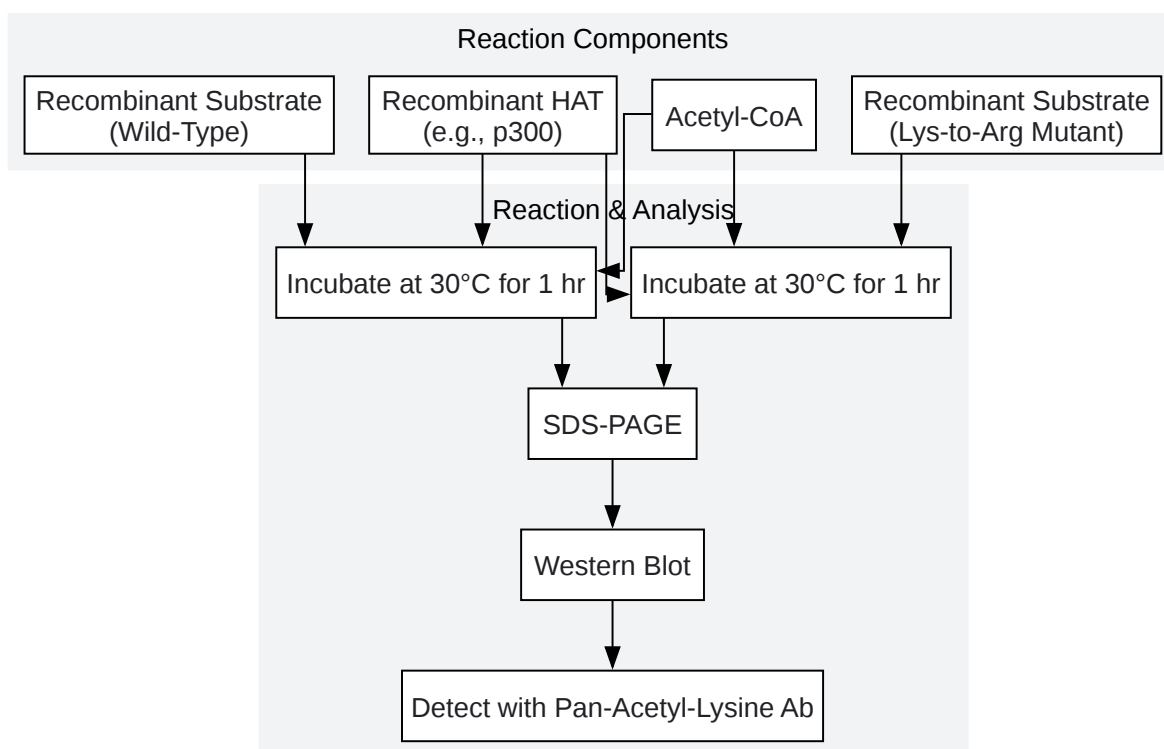 Reaction Components
Recombinant Substrate
(Wild-Type)
Recombinant HAT
(e.g., p300)
Acetyl-CoA
Recombinant Substrate
(Lys-to-Arg Mutant)
Reaction & Analysis
Incubate at 30°C for 1 hr
Incubate at 30°C for 1 hr
SDS-PAGE
Western Blot
Detect with Pan-Acetyl-Lysine Ab